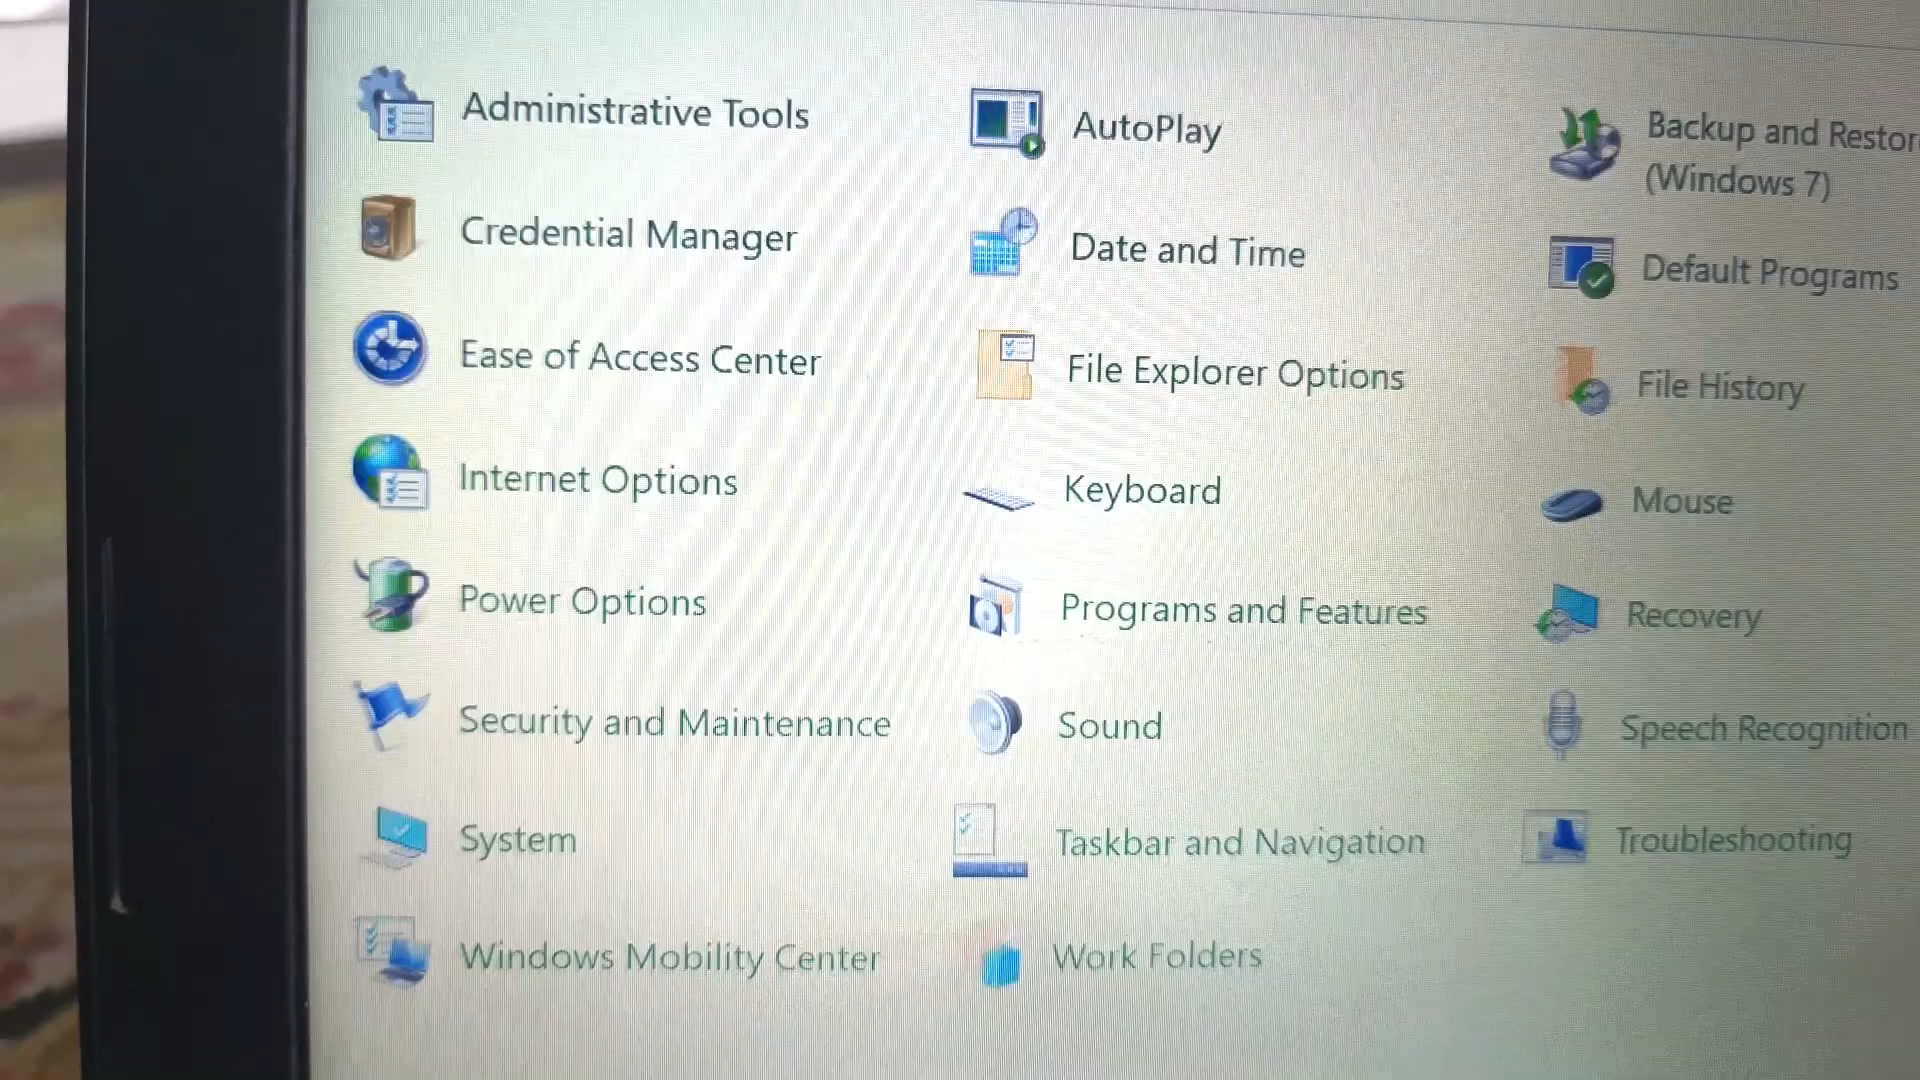 Administrative Tools
AutoPlay
Backup and Restor
(Windows 7)
Credential Manager
Date and Time
Default Programs
Ease of Access Center
File Explorer Options
File History
Internet Options
Keyboard
Mouse
Power Options
Programs and Features
Recovery
Security and Maintenance
Sound
Speech Recognition
System
Taskbar and Navigation
Troubleshooting
Windows Mobility Center
Work Folders